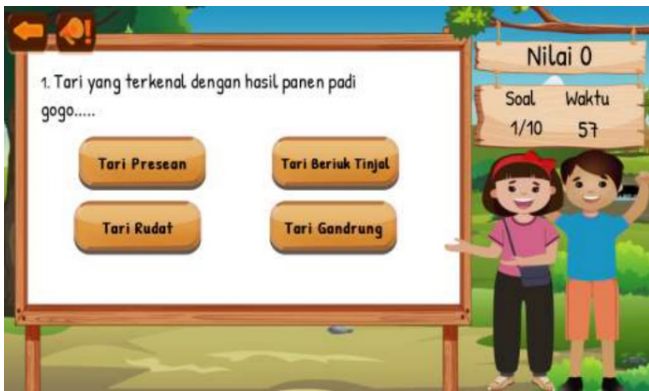 1. Tari yang terkenal dengan hasil panen padi
gogo.....
Tari Presean
Tari Beriuk Tinjal
Tari Rudat
Tari Gandrung
Nilai 0
Soal Waktu
1/10 57